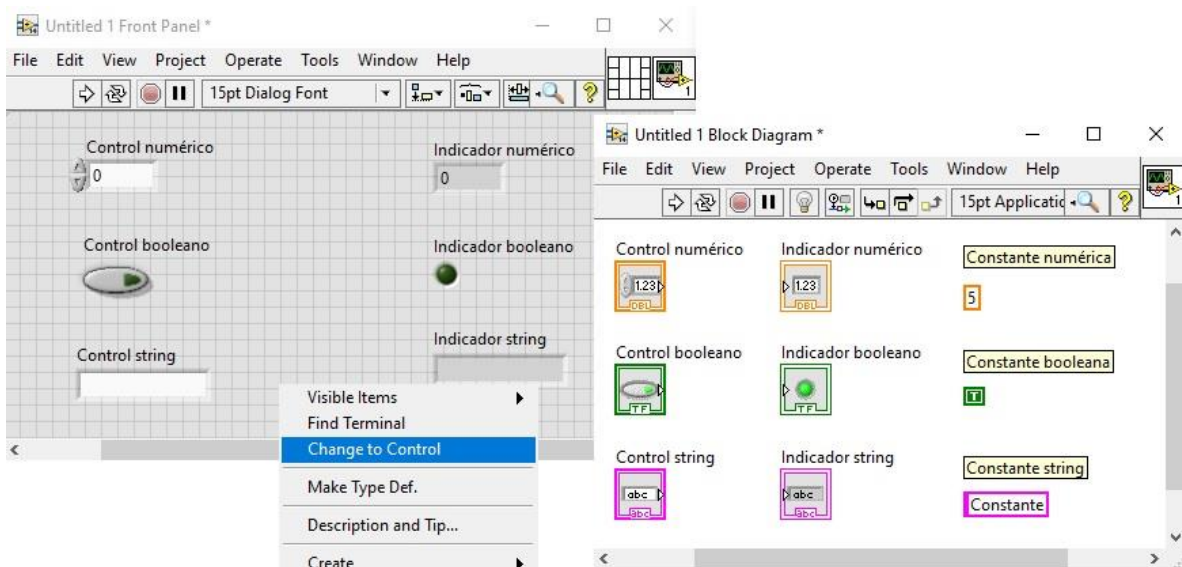 Untitled 1 Front Panel *
File Edit View Project Operate Tools Window Help
15pt Dialog Font
1
Control numérico
0
Indicador numérico
0
Control booleano
Indicador booleano
Control string
Indicador string
Visible Items
Find Terminal
Change to Control
Make Type Def.
Description and Tip...
Create
Untitled 1 Block Diagram *
File Edit View Project Operate Tools Window Help
15pt Applicatic
1
Control numérico
Indicador numérico
Constante numérica
1.23
DBL
1.23
DBL
5
Control booleano
Indicador booleano
Constante booleana
TF
TF
T
Control string
Indicador string
Constante string
abc
abc
abc
abc
Constante